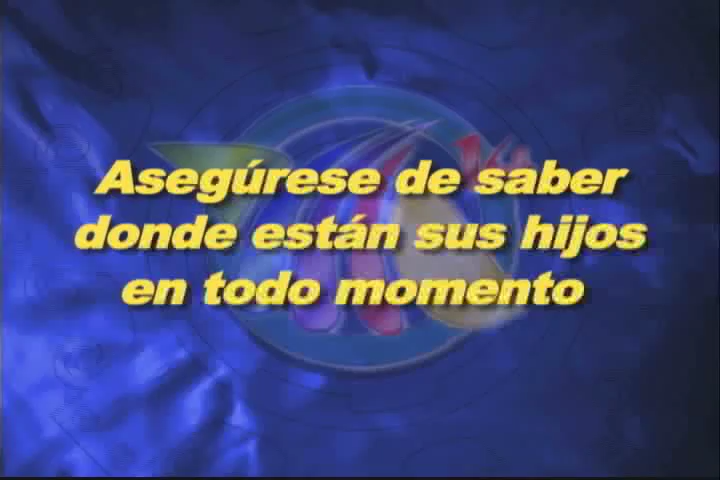 Asegúrese de saber
donde están sus hijos
en todo momento